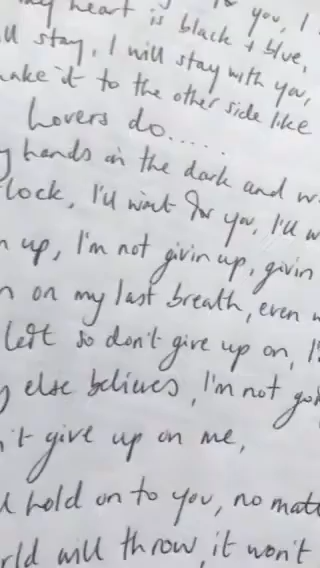 my heart is black + blue,
stay, I will stay with you,
make it to the other side like
Lovers do.....
hands in the dark and
clock, I'll wait for you, I'll
up, I'm not givin up, givin
on my last breath, even
left so don't give up on,
else believes, I'm not
give up on me,
hold on to you, no
will throw it won't